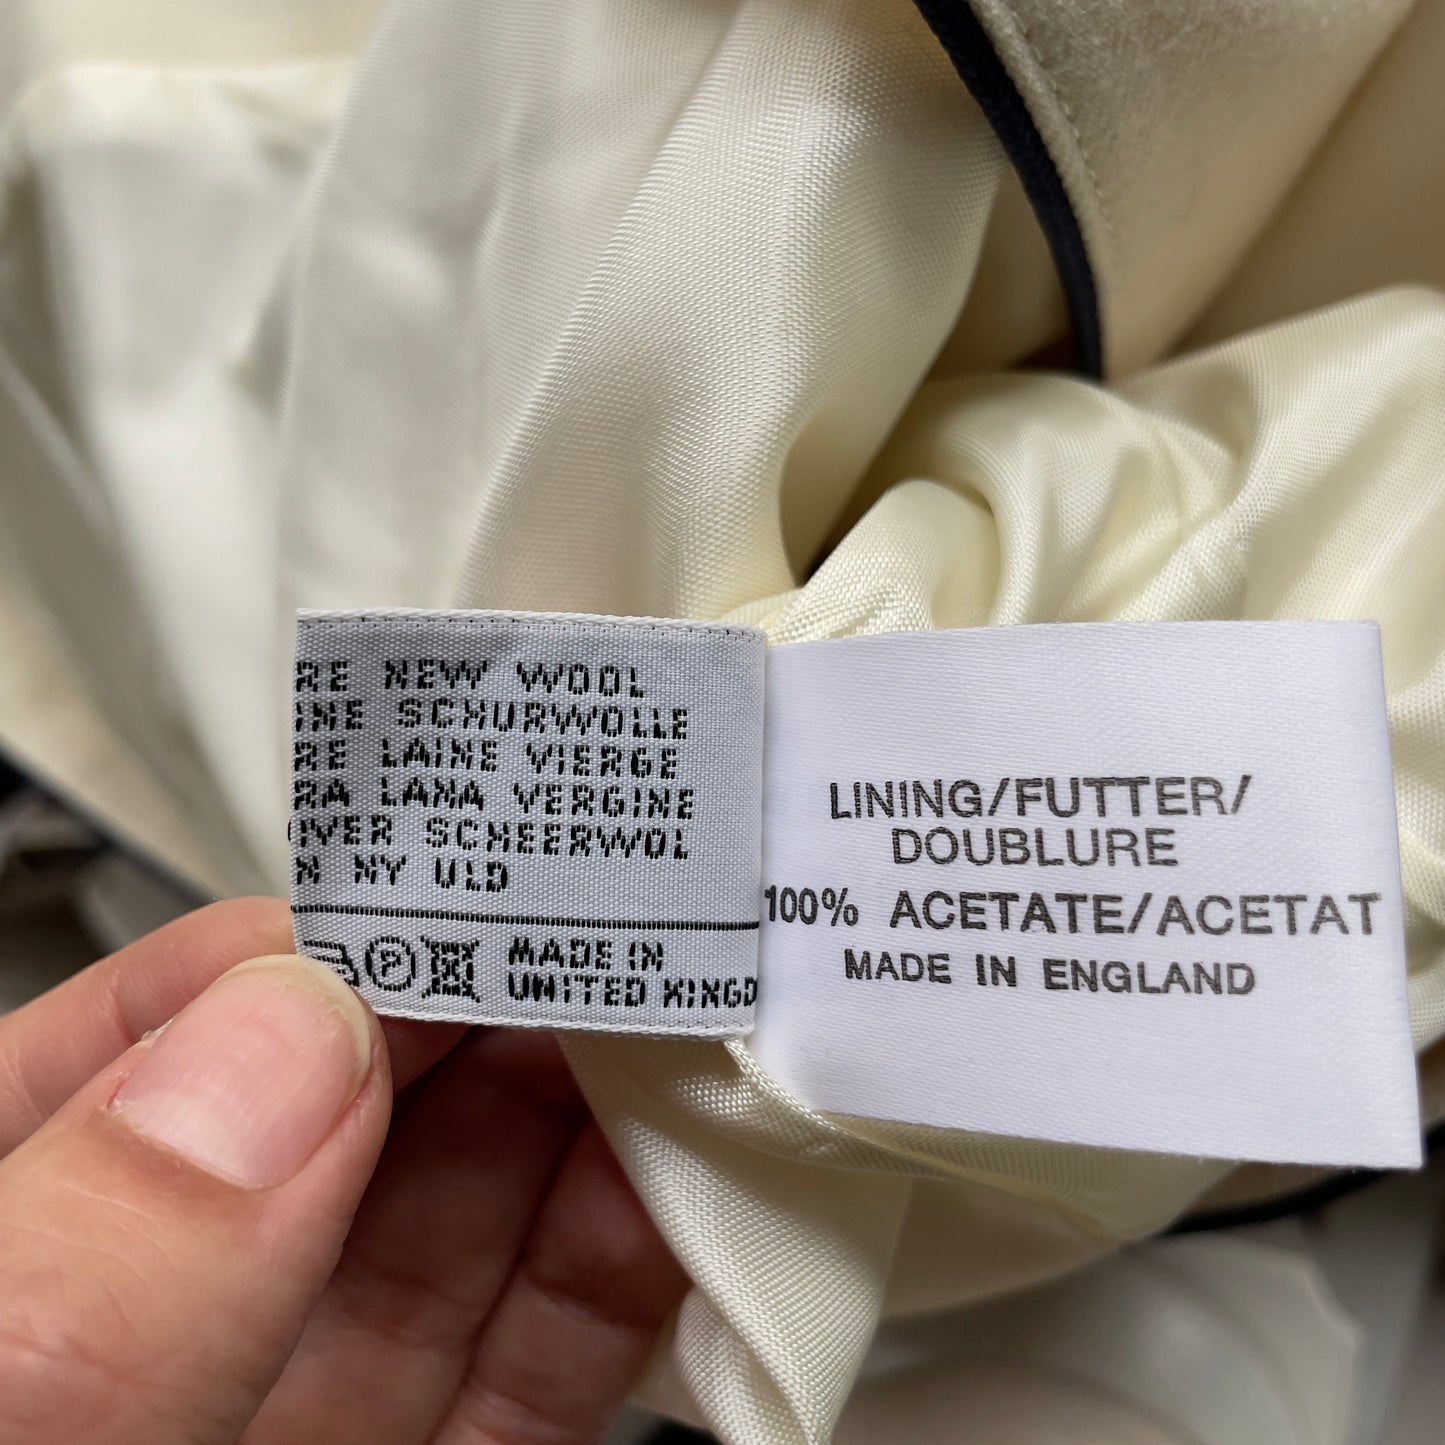 RE NEW WOOL
INE SCHURWOLLE
RE LAINE VIERGE
RA LANA VERGINE
IVER SCHEERWOL
N NY ULD
P
MADE IN
UNITED KINGD
LINING/FUTTER/
DOUBLURE
100% ACETATE/ACETAT
MADE IN ENGLAND